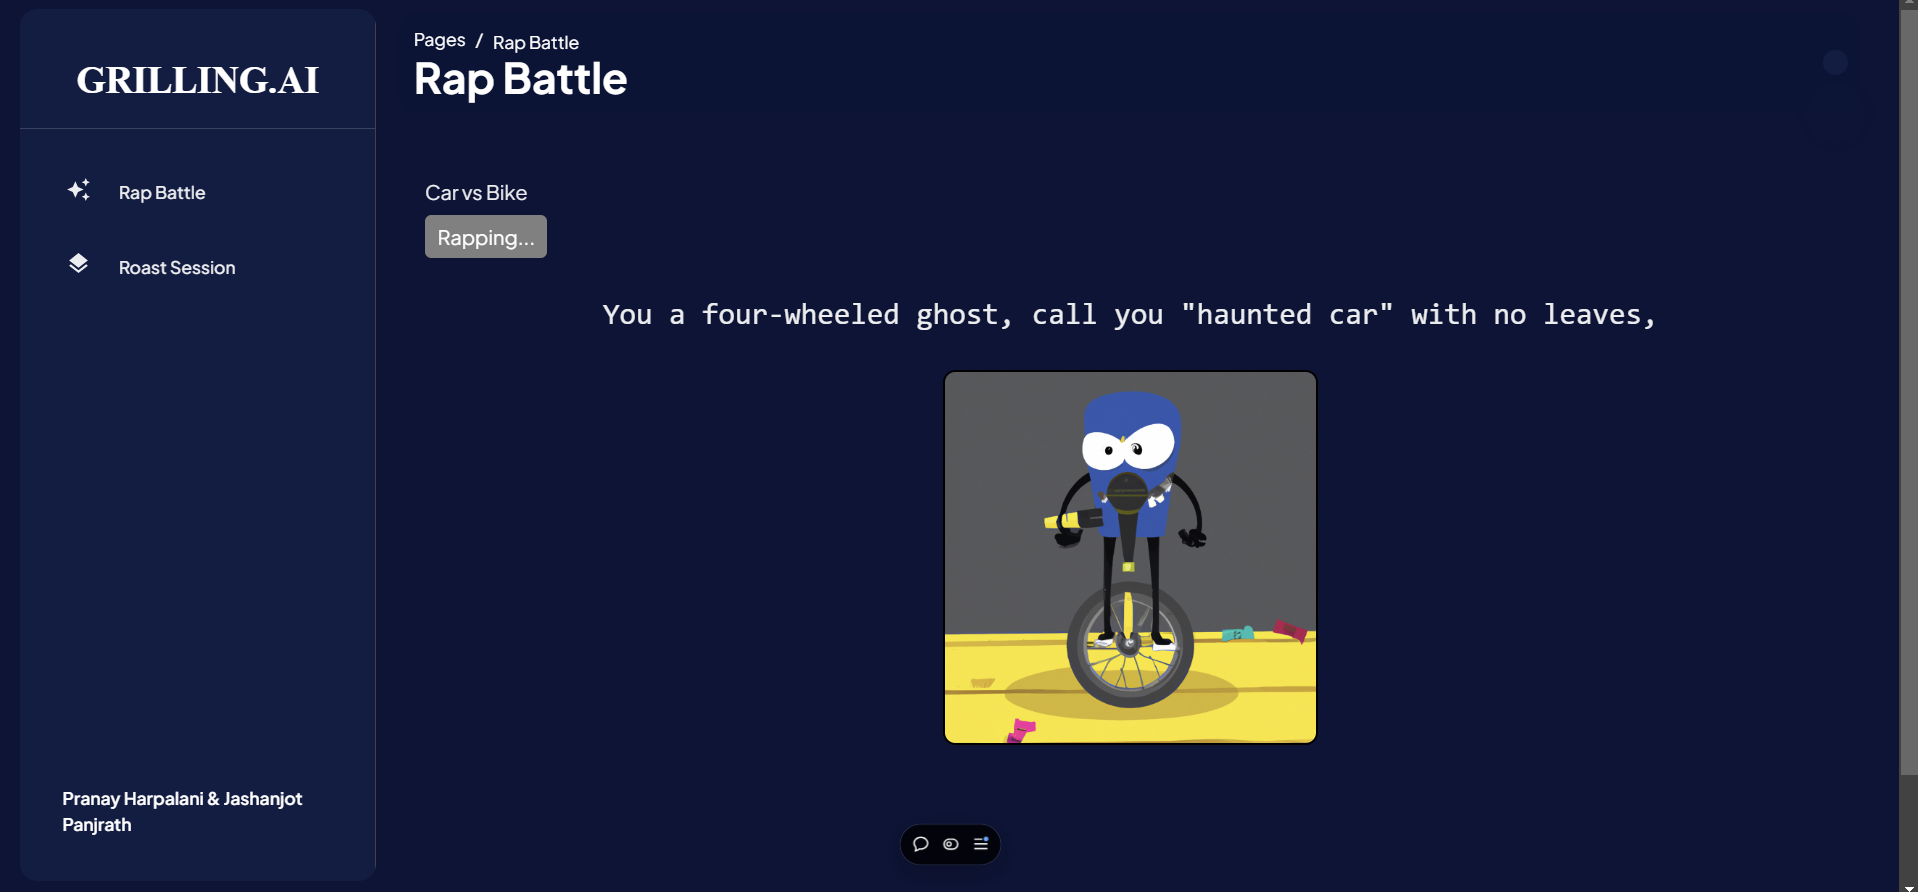 GRILLING.AI
Rap Battle
Roast Session
Pranay Harpalani & Jashanjot
Panjrath
Pages / Rap Battle
Rap Battle
Car vs Bike
Rapping...
You a four-wheeled ghost, call you "haunted car" with no leaves,